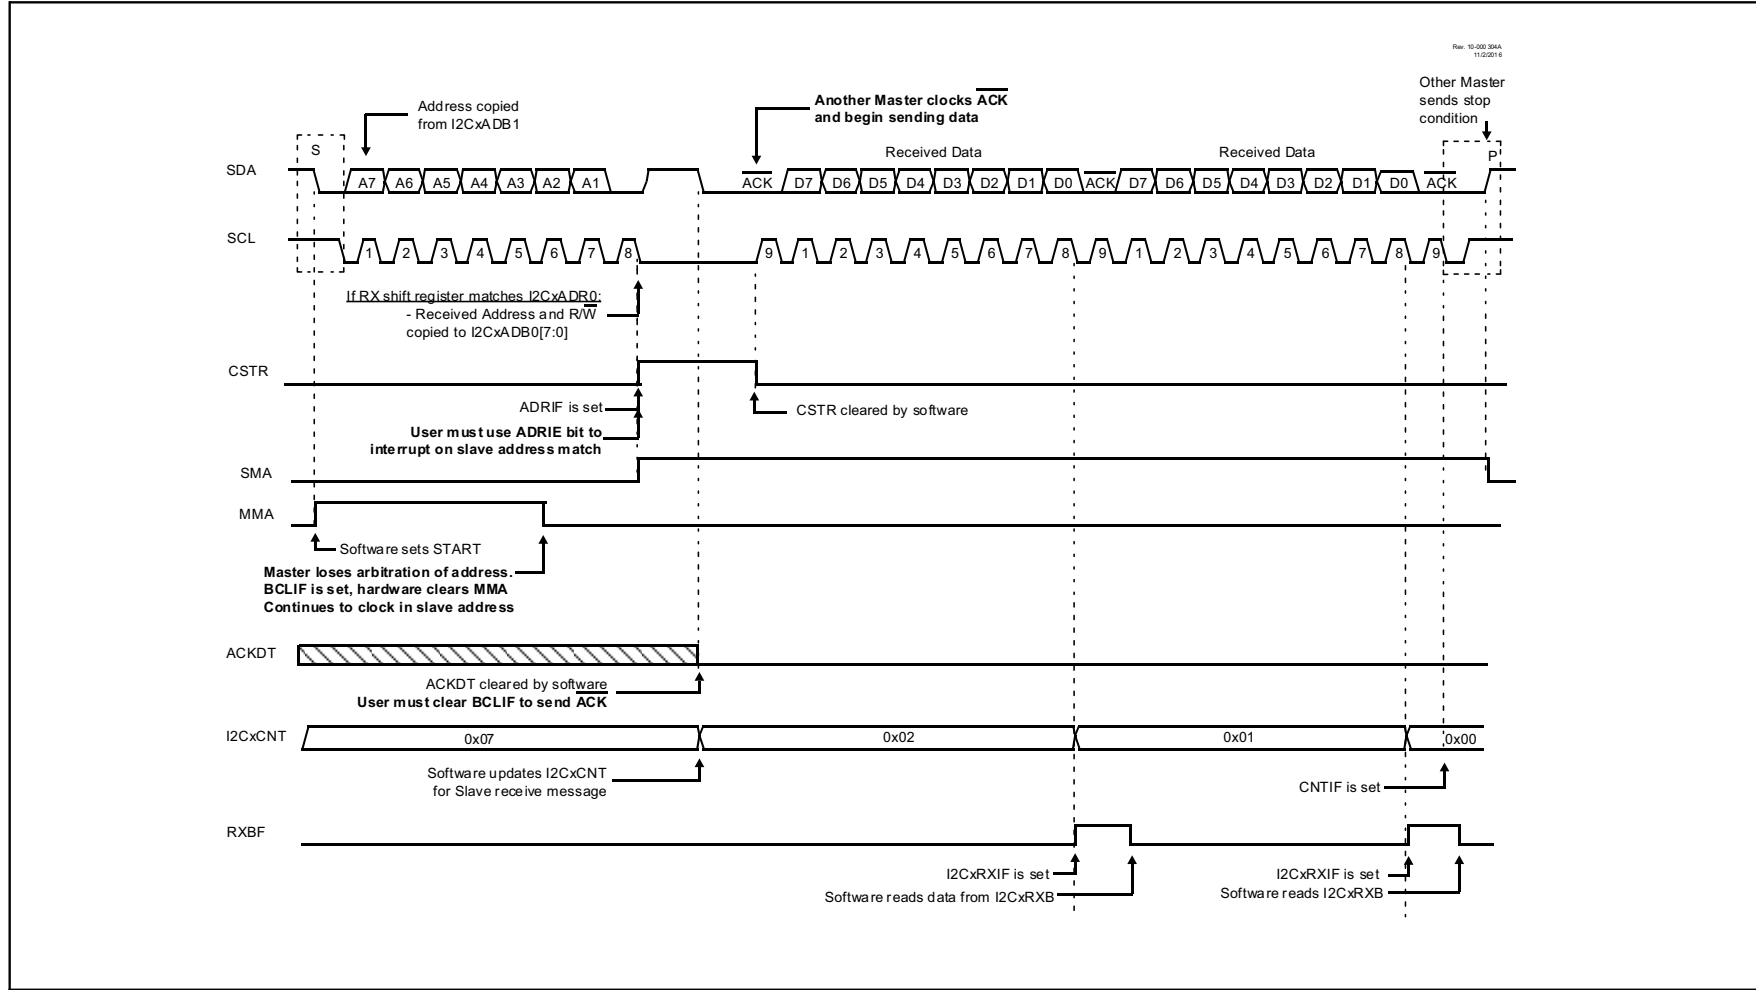 Rev. 10-000 304A
11/2/2016
Other Master
sends stop
condition
Address copied
from I2CxADB1
Another Master clocks ACK
and begin sending data
S
Received Data
Received Data
P
SDA
A7 A6 A5 A4 A3 A2 A1 ACK D7 D6 D5 D4 D3 D2 D1 D0 ACK D7 D6 D5 D4 D3 D2 D1 D0 ACK
SCL
1 2 3 4 5 6 7 8 9 1 2 3 4 5 6 7 8 9 1 2 3 4 5 6 7 8 9
If RX shift register matches I2CxADR0:
- Received Address and R/W
copied to I2CxADB0[7:0]
CSTR
ADRIF is set
CSTR cleared by software
User must use ADRIE bit to
interrupt on slave address match
SMA
MMA
Software sets START
Master loses arbitration of address.
BCLIF is set, hardware clears MMA
Continues to clock in slave address
ACKDT
ACKDT cleared by software
User must clear BCLIF to send ACK
I2CxCNT
0x07 0x02 0x01 0x00
Software updates I2CxCNT
for Slave receive message
CNTIF is set
RXBF
I2CxRXIF is set
Software reads data from I2CxRXB
I2CxRXIF is set
Software reads I2CxRXB